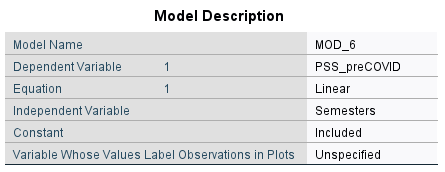 Model Description
Model Name MOD_6
Dependent Variable 1 PSS_preCOVID
Equation 1 Linear
Independent Variable Semesters
Constant Included
Variable Whose Values Label Observations in Plots Unspecified